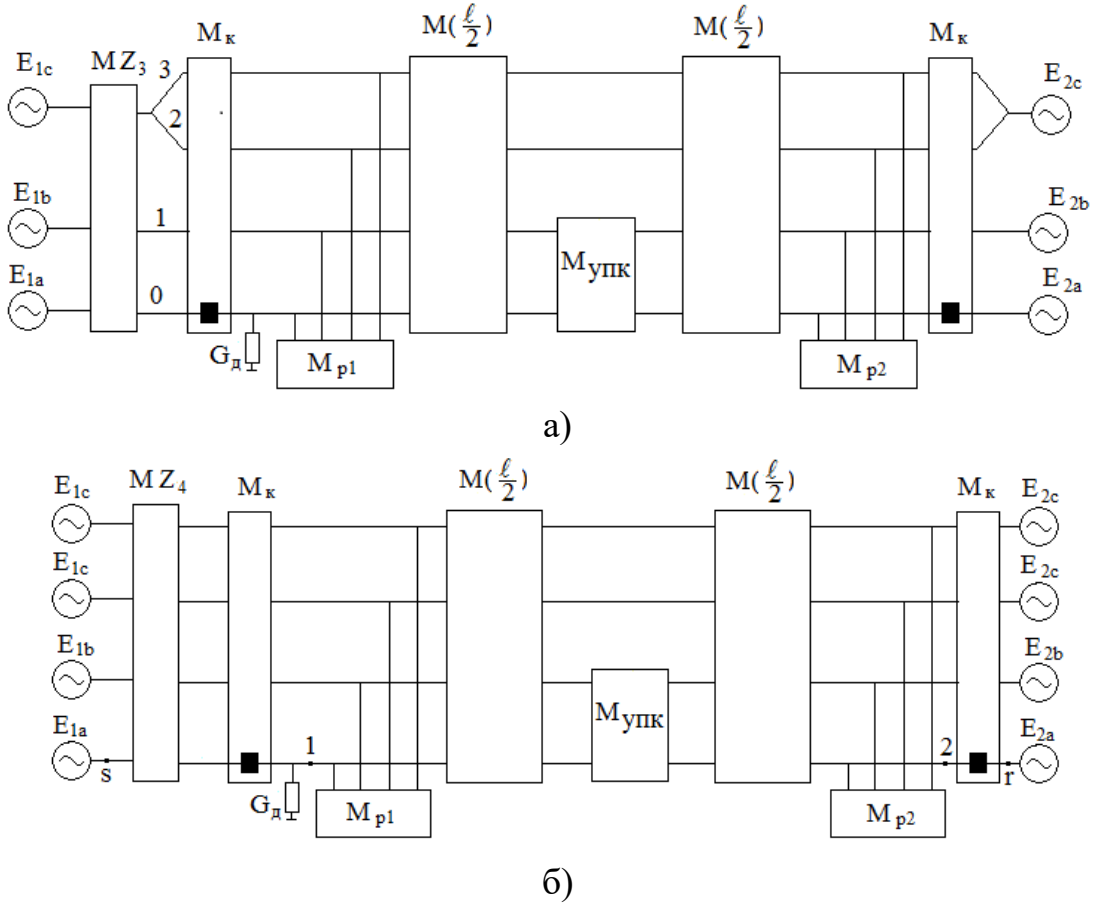 M(ℓ/2) M(ℓ/2)
Mк Mк
E1c MZ3 3 E2c
2
E1b 1 E2b
Mупк
E1a 0 E2a
Gд Mр1 Mр2
а)
M(ℓ/2) M(ℓ/2)
E1c MZ4 Mк Mк E2c
E1c E2c
E1b E2b
Mупк
E1a 1 2 E2a
s r
Gд Mр1 Mр2
б)